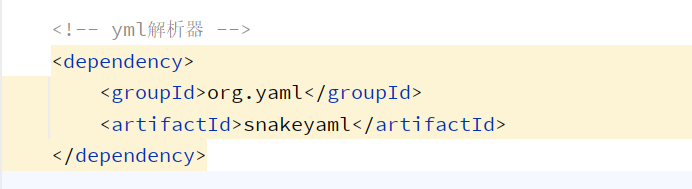 <!-- yml解析器 -->
<dependency>
<groupId>org.yaml</groupId>
<artifactId>snakeyaml</artifactId>
</dependency>